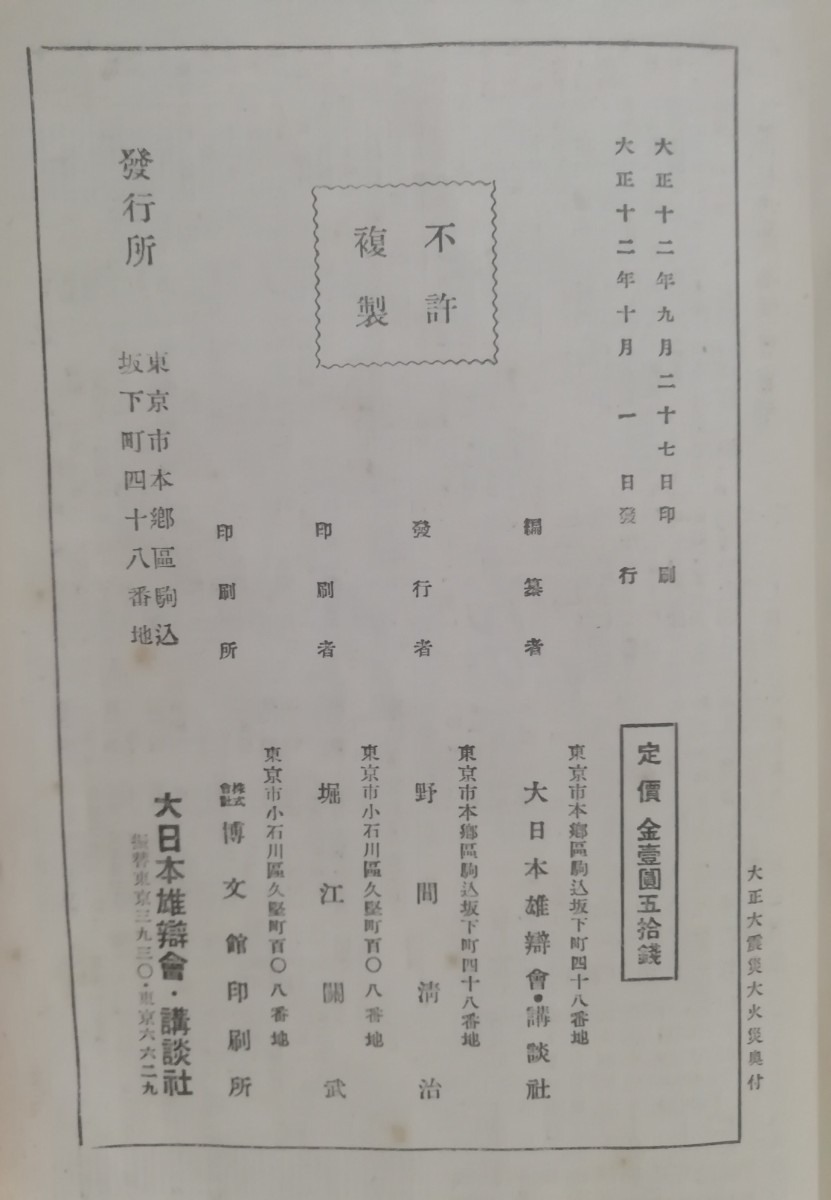 大正大震災大火災奥付
大正十二年九月二十七日印刷
大正十二年十月一日發行
定價金壹圓五拾錢
不許
複製
東京市本鄕區駒込坂下町四十八番地
編纂者 大日本雄辯會・講談社
東京市本鄕區駒込坂下町四十八番地
發行者 野間淸治
東京市小石川區久堅町百〇八番地
印刷者 堀江關武
東京市小石川區久堅町百〇八番地
印刷所 株式會社博文館印刷所
發行所
東京市本鄕區駒込
坂下町四十八番地
大日本雄辯會・講談社
振替東京三九三〇・東京六六二九